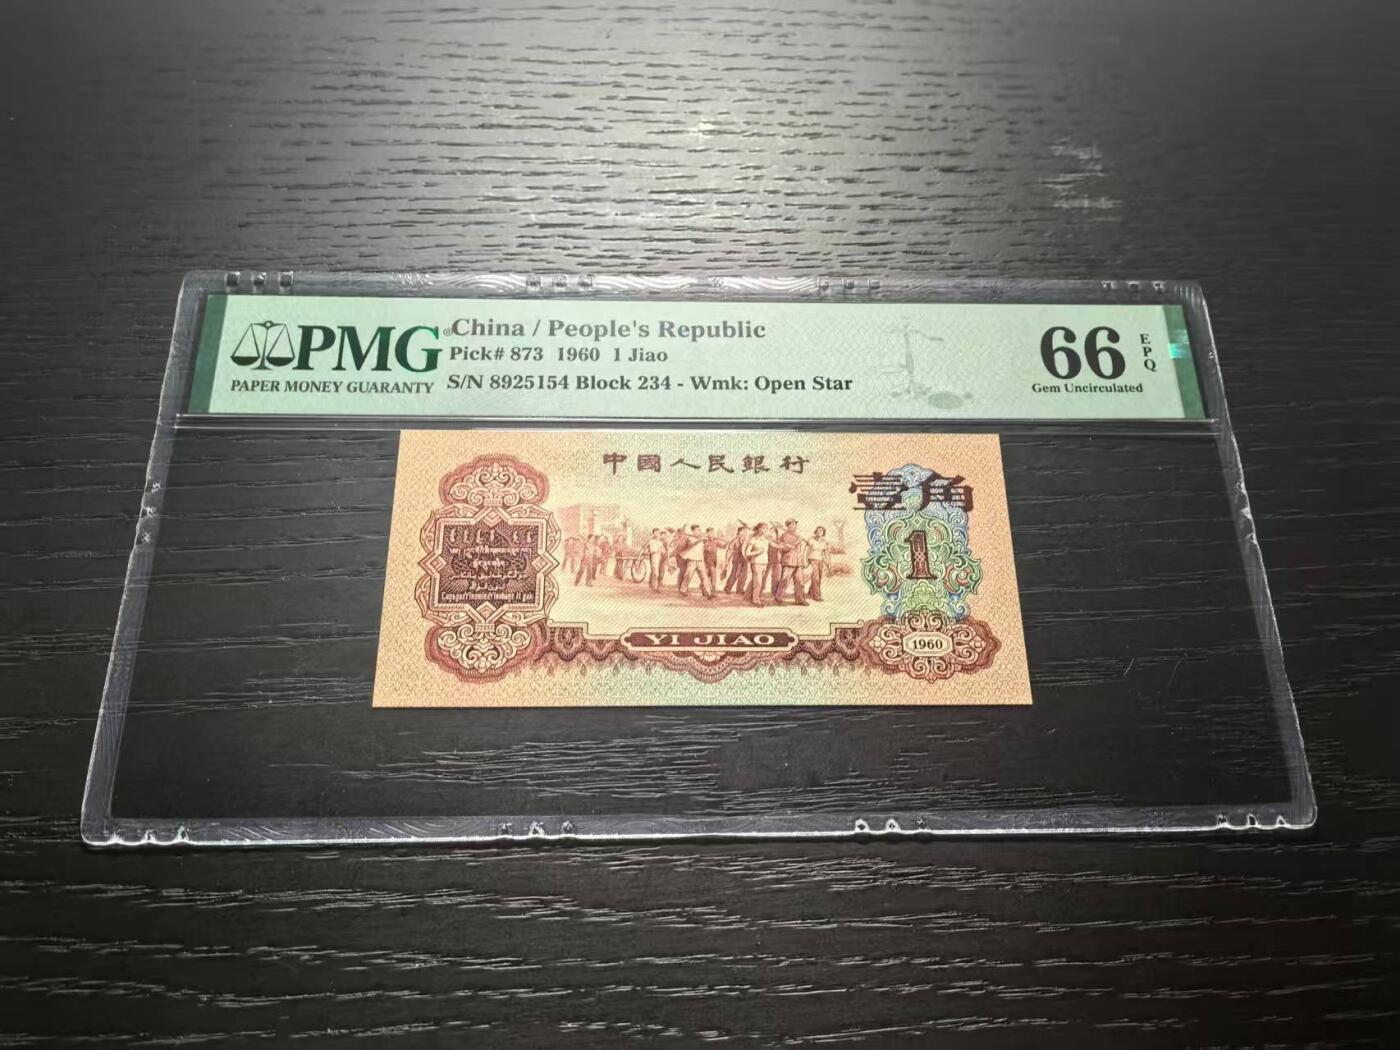 PMG®
PAPER MONEY GUARANTY
China / People's Republic
Pick# 873 1960 1 Jiao
S/N 8925154 Block 234 - Wmk: Open Star
66
EPQ
Gem Uncirculated
中國人民銀行
壹角
1
YI JIAO
1960